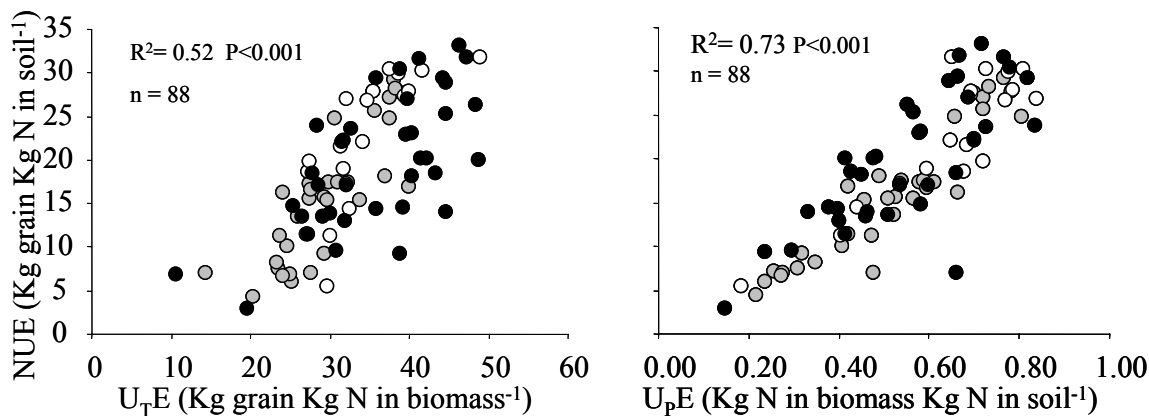 NUE (Kg grain Kg N in soil⁻¹)
35
30
25
20
15
10
5
0
R²= 0.52 P<0.001
n = 88
0 10 20 30 40 50 60
UTE (Kg grain Kg N in biomass⁻¹)
R²= 0.73 P<0.001
n = 88
0.00 0.20 0.40 0.60 0.80 1.00
UPE (Kg N in biomass Kg N in soil⁻¹)